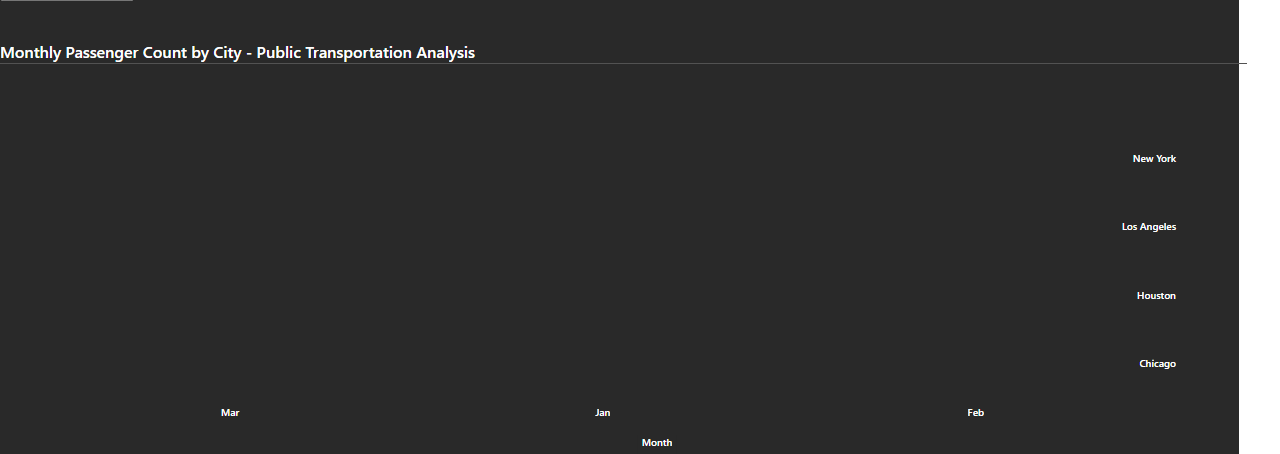 Monthly Passenger Count by City - Public Transportation Analysis
New York
Los Angeles
Houston
Chicago
Mar Jan Feb
Month